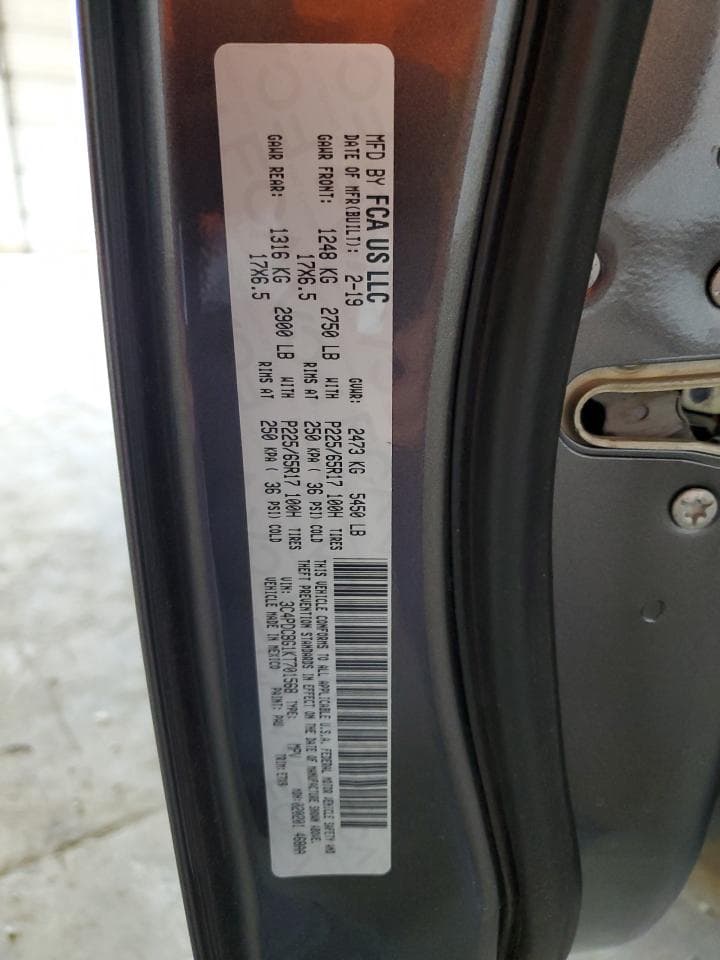 MFD BY FCA US LLC
DATE OF MFR(BUILT): 2-19 GVWR: 2473 KG 5450 LB
GAWR FRONT: 1248 KG 2750 LB WITH P225/65R17 100H TIRES
17X6.5 RIMS AT 250 KPA ( 36 PSI) COLD
GAWR REAR: 1316 KG 2900 LB WITH P225/65R17 100H TIRES
17X6.5 RIMS AT 250 KPA ( 36 PSI) COLD
THIS VEHICLE CONFORMS TO ALL APPLICABLE U.S.A. FEDERAL MOTOR VEHICLE SAFETY AND
THEFT PREVENTION STANDARDS IN EFFECT ON THE DATE OF MANUFACTURE SHOWN ABOVE.
VIN: 3C4PDCGG1KT701568 TYPE: MPV
VEHICLE MADE IN MEXICO PAINT: PAU TRIM: